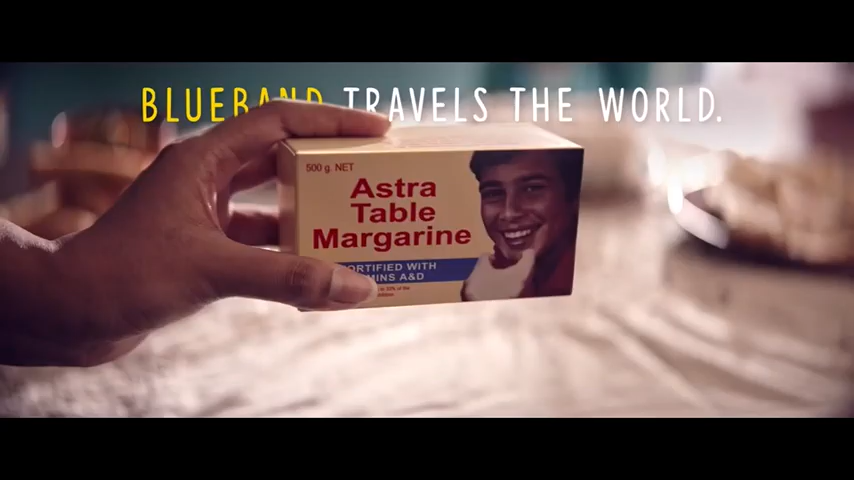 BLUEBAND TRAVELS THE WORLD.
500 g. NET
Astra
Table
Margarine
FORTIFIED WITH
VITAMINS A&D